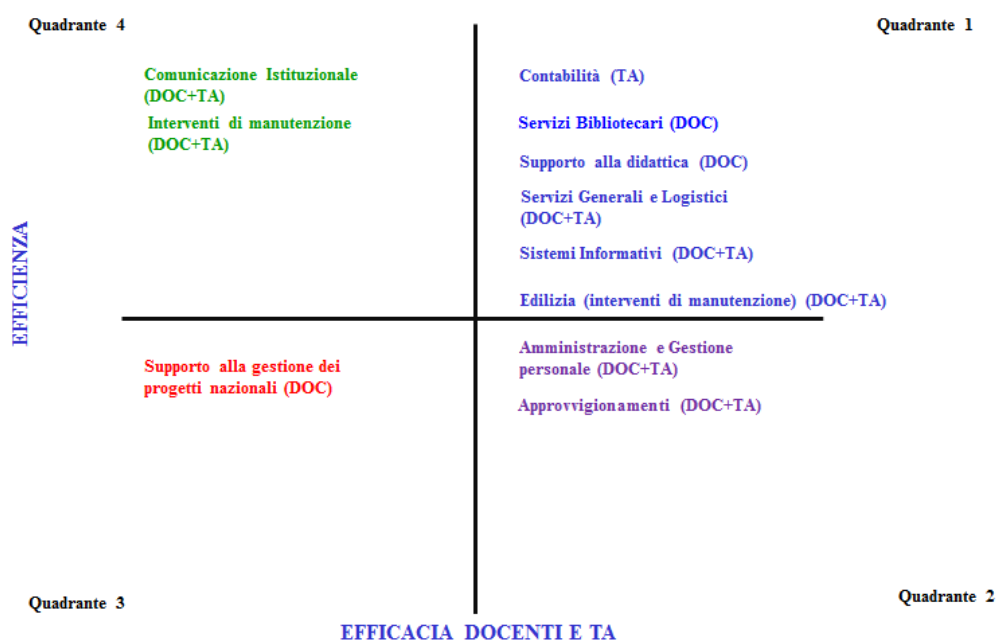 Quadrante 4
Quadrante 1
Comunicazione Istituzionale
(DOC+TA)
Interventi di manutenzione
(DOC+TA)
Contabilità (TA)
Servizi Bibliotecari (DOC)
Supporto alla didattica (DOC)
Servizi Generali e Logistici
(DOC+TA)
Sistemi Informativi (DOC+TA)
Edilizia (interventi di manutenzione) (DOC+TA)
EFFICIENZA
Supporto alla gestione dei
progetti nazionali (DOC)
Amministrazione e Gestione
personale (DOC+TA)
Approvvigionamenti (DOC+TA)
Quadrante 3
Quadrante 2
EFFICACIA DOCENTI E TA